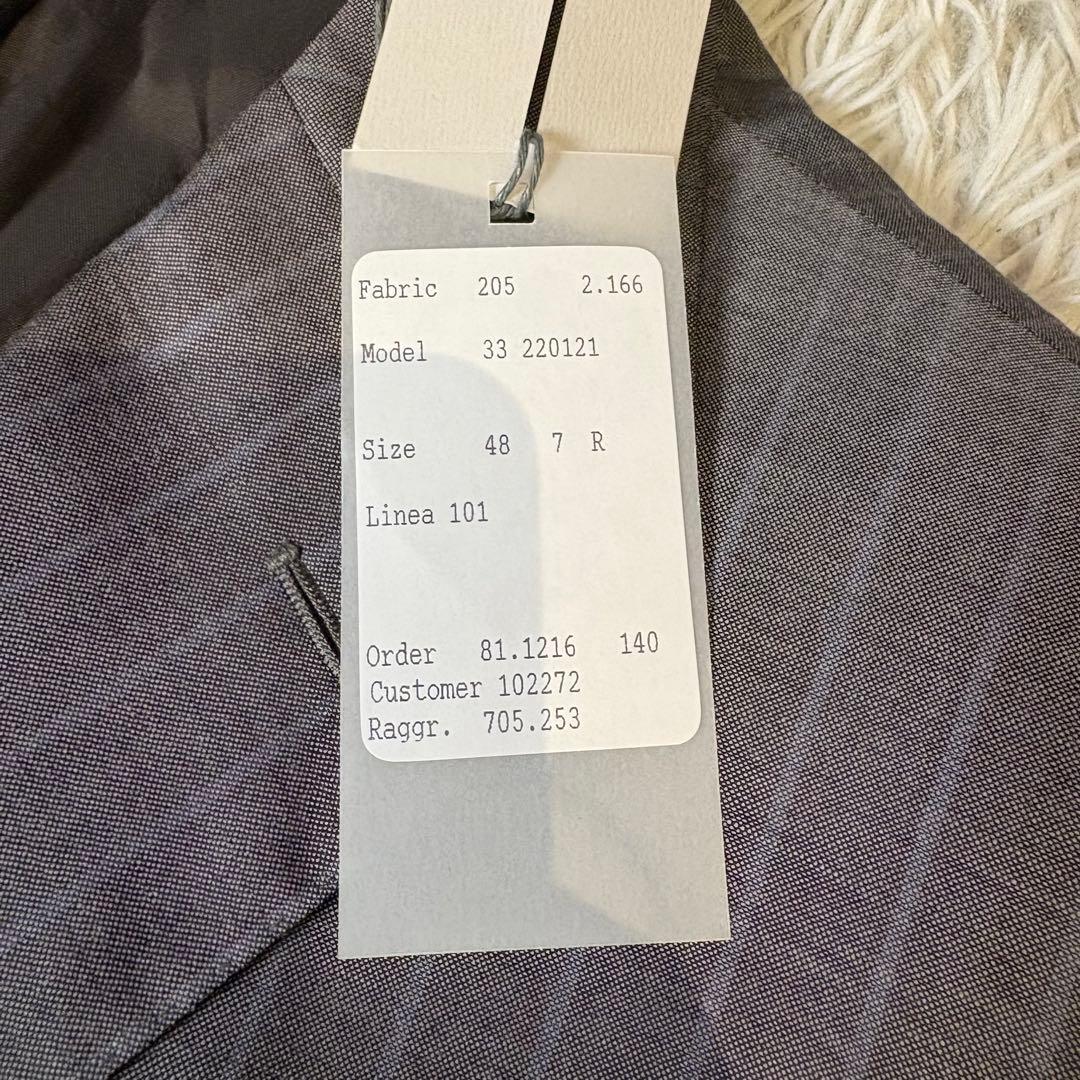 Fabric 205 2.166
Model 33 220121
Size 48 7 R
Linea 101
Order 81.1216 140
Customer 102272
Raggr. 705.253